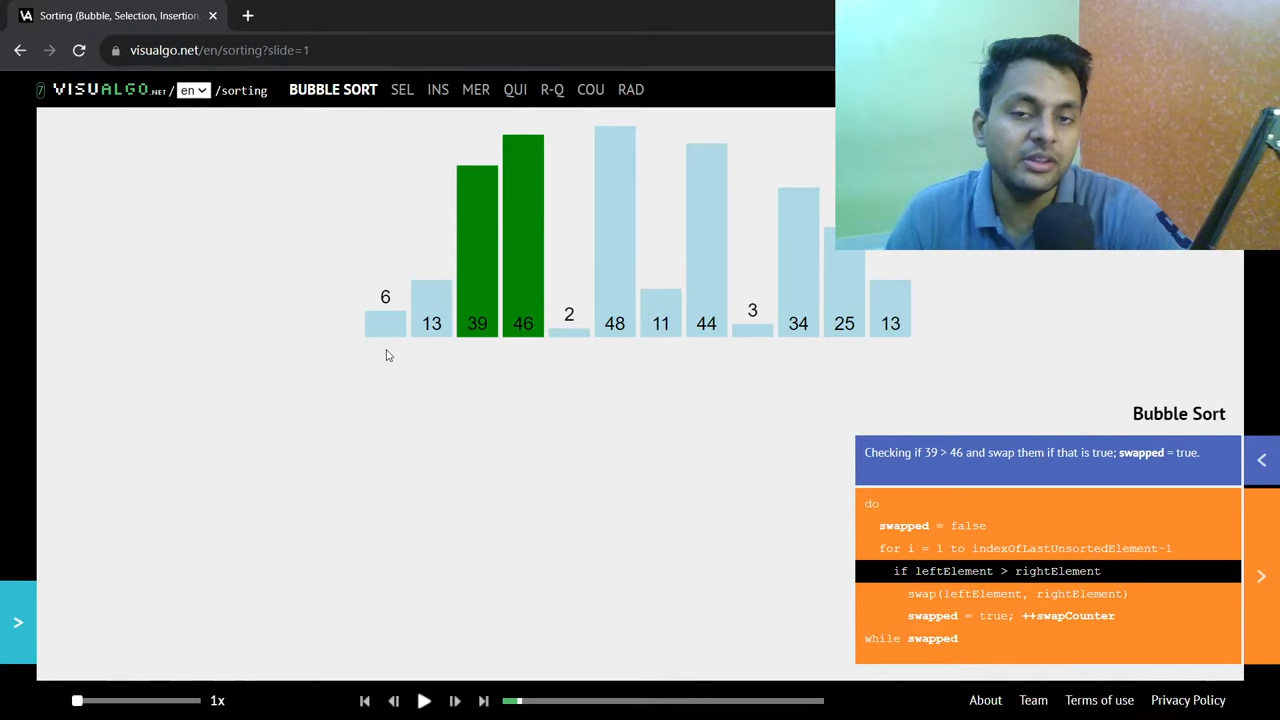 Sorting (Bubble, Selection, Insertion,
visualgo.net/en/sorting?slide=1
7 VISUALGO.NET/ en /sorting BUBBLE SORT SEL INS MER QUI R-Q COU RAD
6 13 39 46 2 48 11 44 3 34 25 13
Bubble Sort
Checking if 39 > 46 and swap them if that is true; swapped = true.
do
swapped = false
for i = 1 to indexOfLastUnsortedElement-1
if leftElement > rightElement
swap(leftElement, rightElement)
swapped = true; ++swapCounter
while swapped
1x About Team Terms of use Privacy Policy